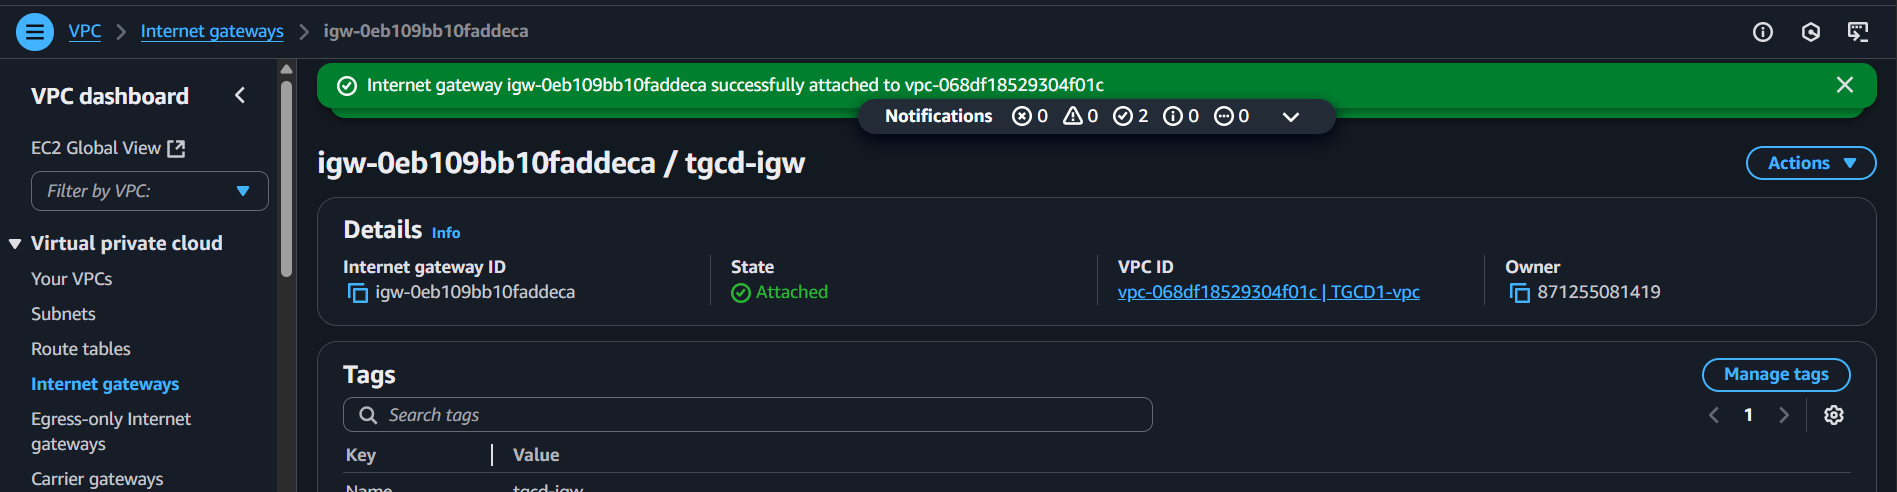 VPC > Internet gateways > igw-0eb109bb10faddeca
VPC dashboard
EC2 Global View
Filter by VPC:
Virtual private cloud
Your VPCs
Subnets
Route tables
Internet gateways
Egress-only Internet
gateways
Carrier gateways
Internet gateway igw-0eb109bb10faddeca successfully attached to vpc-068df18529304f01c
Notifications 0 0 2 0 0
igw-0eb109bb10faddeca / tgcd-igw
Actions
Details Info
Internet gateway ID
igw-0eb109bb10faddeca
State
Attached
VPC ID
vpc-068df18529304f01c | TGCD1-vpc
Owner
871255081419
Tags
Manage tags
Search tags
1
Key Value
Name tgcd-igw